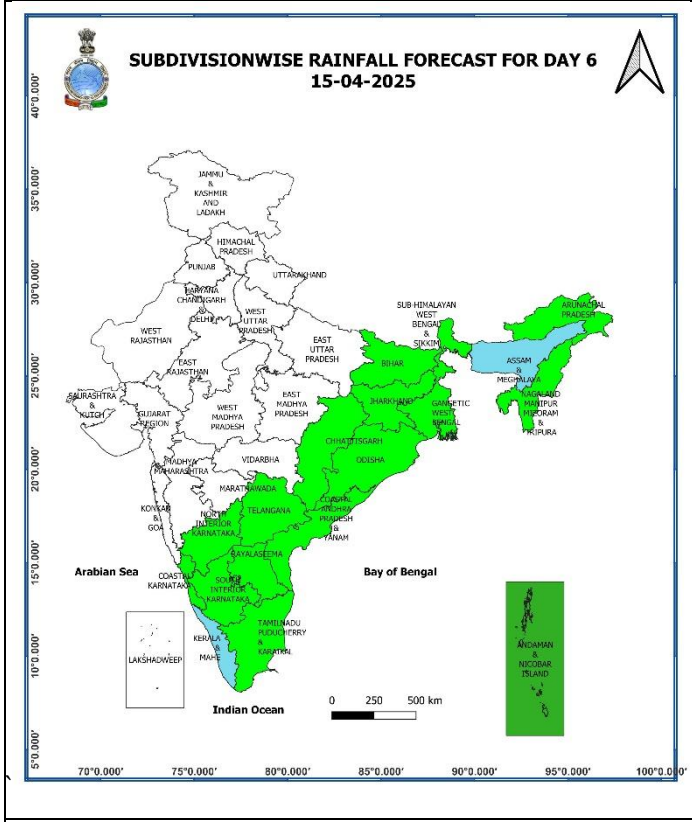 SUBDIVISIONWISE RAINFALL FORECAST FOR DAY 6
15-04-2025
40°0.000'
35°0.000'
30°0.000'
25°0.000'
20°0.000'
15°0.000'
10°0.000'
5°0.000'
JAMMU
&
KASHMIR
AND
LADAKH
HIMACHAL
PRADESH
PUNJAB
UTTARAKHAND
HARYANA
CHANDIGARH
&
DELHI
WEST
UTTAR
PRADESH
WEST
RAJASTHAN
EAST
RAJASTHAN
EAST
UTTAR
PRADESH
SUB-HIMALAYAN
WEST
BENGAL
&
SIKKIM
ARUNACHAL
PRADESH
ASSAM
&
MEGHALAYA
NAGALAND
MANIPUR
MIZORAM
&
TRIPURA
BIHAR
JHARKHAND
GANGETIC
WEST
BENGAL
SAURASHTRA
&
KUTCH
GUJARAT
REGION
WEST
MADHYA
PRADESH
EAST
MADHYA
PRADESH
CHHATTISGARH
ODISHA
MADHYA
MAHARASHTRA
VIDARBHA
MARATHAWADA
KONKAN
&
GOA
NORTH
INTERIOR
KARNATAKA
TELANGANA
COASTAL
ANDHRA
PRADESH
&
YANAM
RAYALASEEMA
COASTAL
KARNATAKA
SOUTH
INTERIOR
KARNATAKA
TAMILNADU
PUDUCHERRY
&
KARAIKAL
KERALA
&
MAHE
LAKSHADWEEP
ANDAMAN
&
NICOBAR
ISLAND
Arabian Sea
Bay of Bengal
Indian Ocean
0 250 500 km
70°0.000' 75°0.000' 80°0.000' 85°0.000' 90°0.000' 95°0.000' 100°0.000'